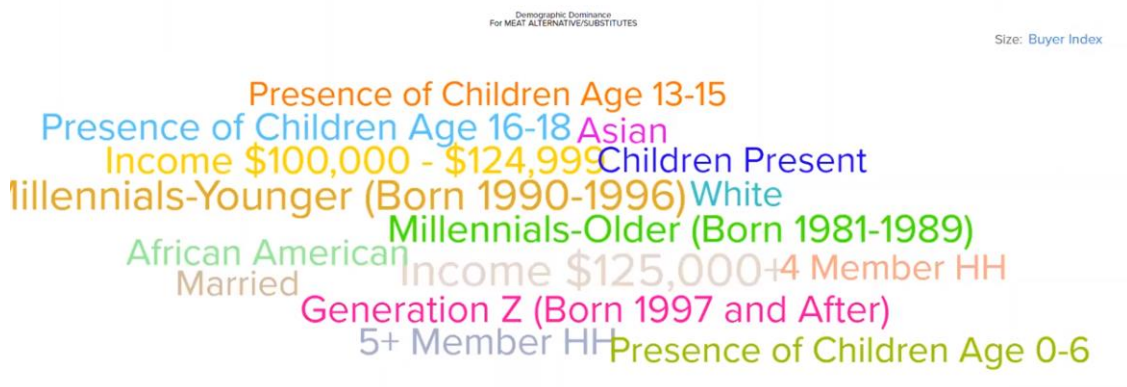 Demographic Dominance
For MEAT ALTERNATIVE/SUBSTITUTES
Size: Buyer Index
Presence of Children Age 13-15
Presence of Children Age 16-18 Asian
Income $100,000 - $124,999 Children Present
Millennials-Younger (Born 1990-1996) White
Millennials-Older (Born 1981-1989)
African American
Income $125,000+ 4 Member HH
Married
Generation Z (Born 1997 and After)
5+ Member HH Presence of Children Age 0-6